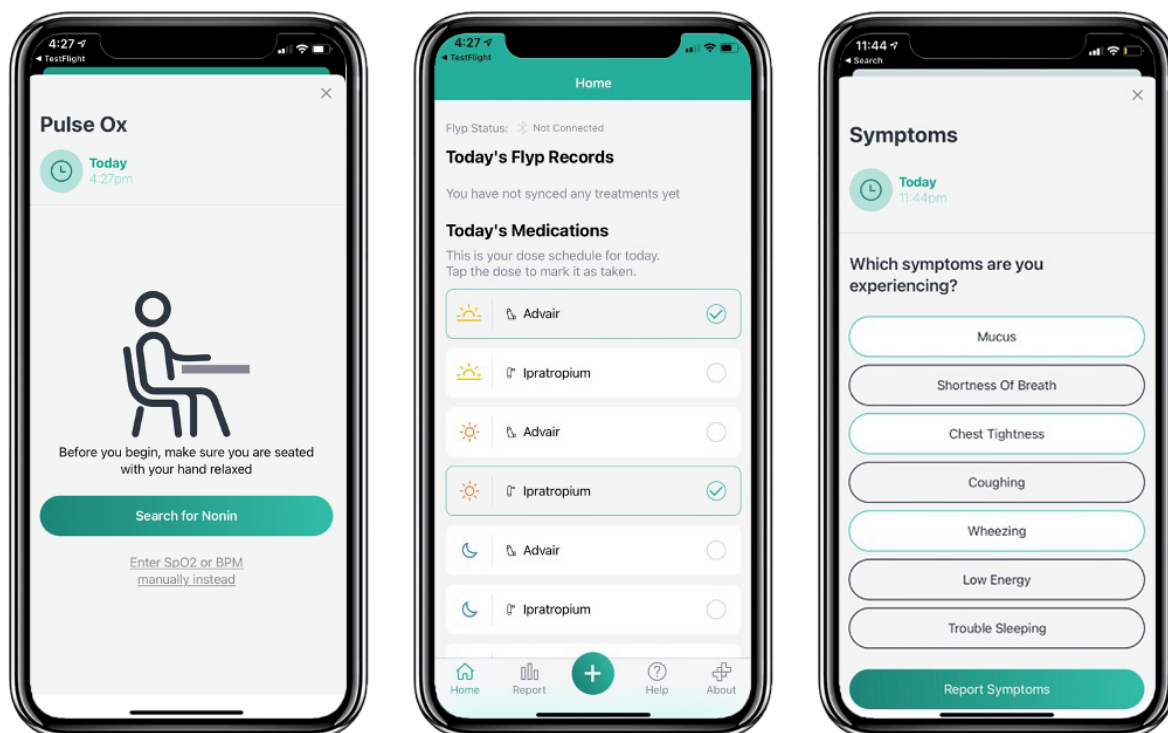 4:27
TestFlight
Pulse Ox
Today
4:27pm
Before you begin, make sure you are seated
with your hand relaxed
Search for Nonin
Enter SpO2 or BPM
manually instead
4:27
TestFlight
Home
Flyp Status: Not Connected
Today's Flyp Records
You have not synced any treatments yet
Today's Medications
This is your dose schedule for today.
Tap the dose to mark it as taken.
Advair
Ipratropium
Advair
Ipratropium
Advair
Ipratropium
Home Report + Help About
11:44
Search
Symptoms
Today
11:44pm
Which symptoms are you
experiencing?
Mucus
Shortness Of Breath
Chest Tightness
Coughing
Wheezing
Low Energy
Trouble Sleeping
Report Symptoms